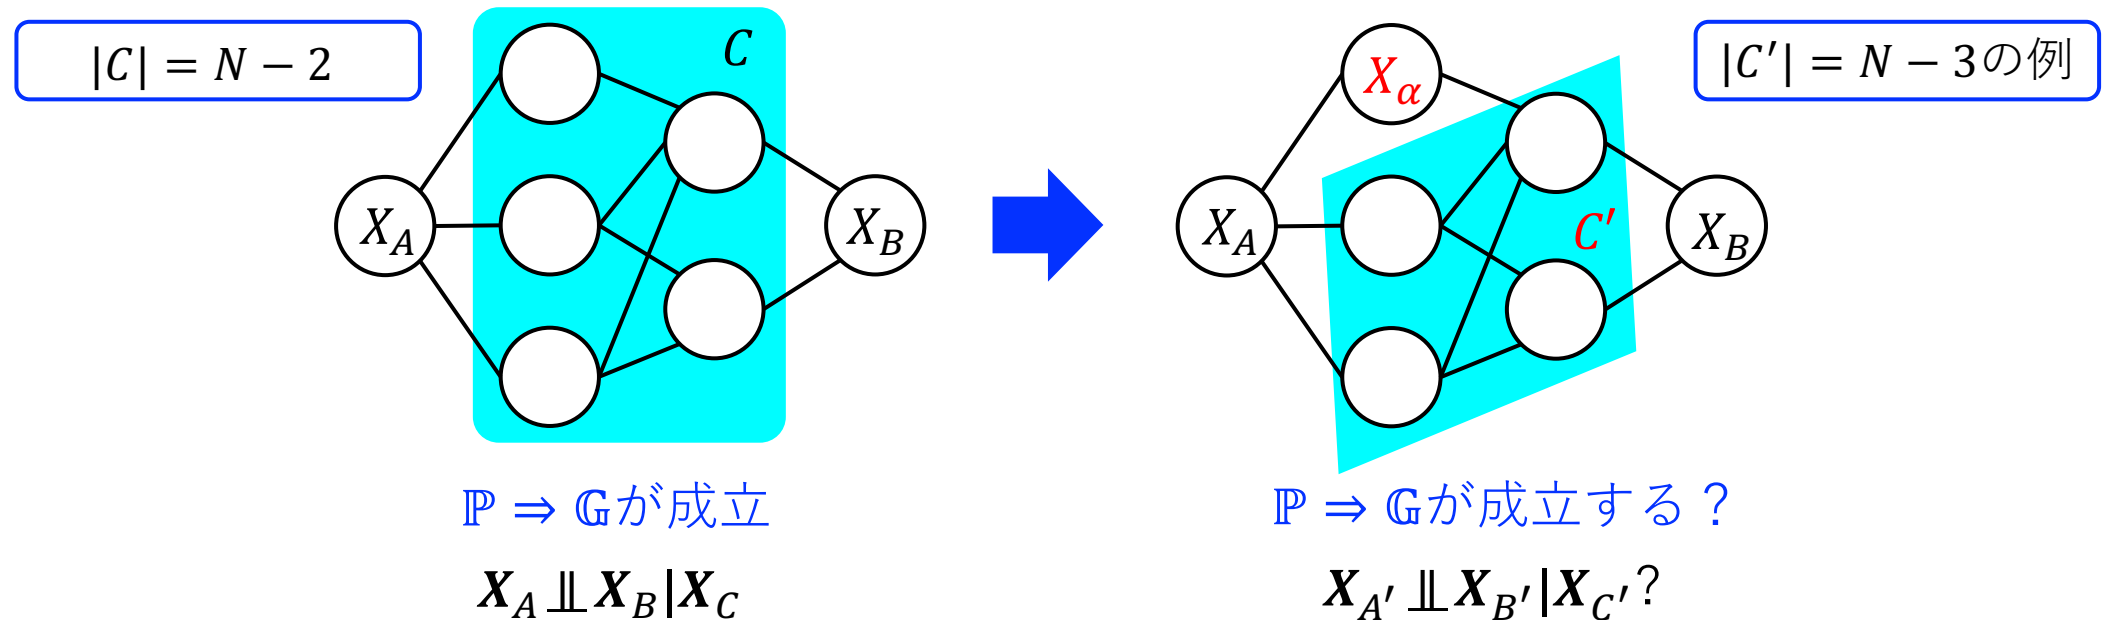 |C| = N − 2
C
X_A
X_B
ℙ ⇒ 𝔾が成立
X_A ⫫ X_B | X_C
|C′| = N − 3の例
X_α
X_A
C′
X_B
ℙ ⇒ 𝔾が成立する？
X_A′ ⫫ X_B′ | X_C′？